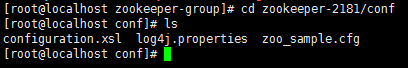 [root@localhost zookeeper-group]# cd zookeeper-2181/conf
[root@localhost conf]# ls
configuration.xsl  log4j.properties  zoo_sample.cfg
[root@localhost conf]#